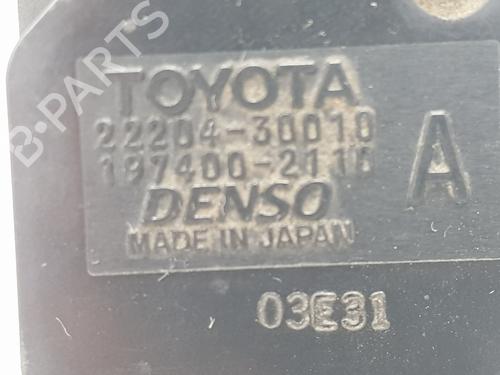 TOYOTA
22204-30010
197400-2110
A
DENSO
MADE IN JAPAN
03E31
B-PARTS